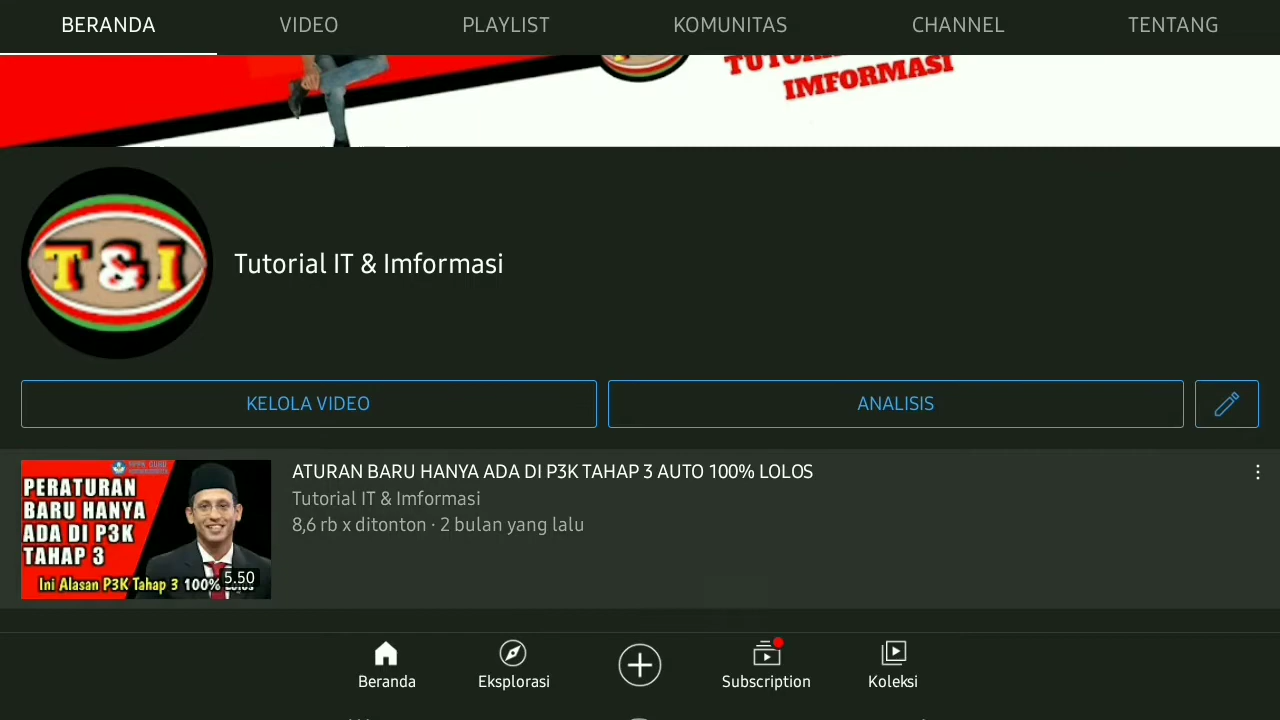 BERANDA VIDEO PLAYLIST KOMUNITAS CHANNEL TENTANG
IMFORMASI
T&I
Tutorial IT & Imformasi
KELOLA VIDEO ANALISIS
ATURAN BARU HANYA ADA DI P3K TAHAP 3 AUTO 100% LOLOS
Tutorial IT & Imformasi
8,6 rb x ditonton · 2 bulan yang lalu
PERATURAN
BARU HANYA
ADA DI P3K
TAHAP 3
Ini Alasan P3K Tahap 3 100%
5.50
Beranda Eksplorasi Subscription Koleksi